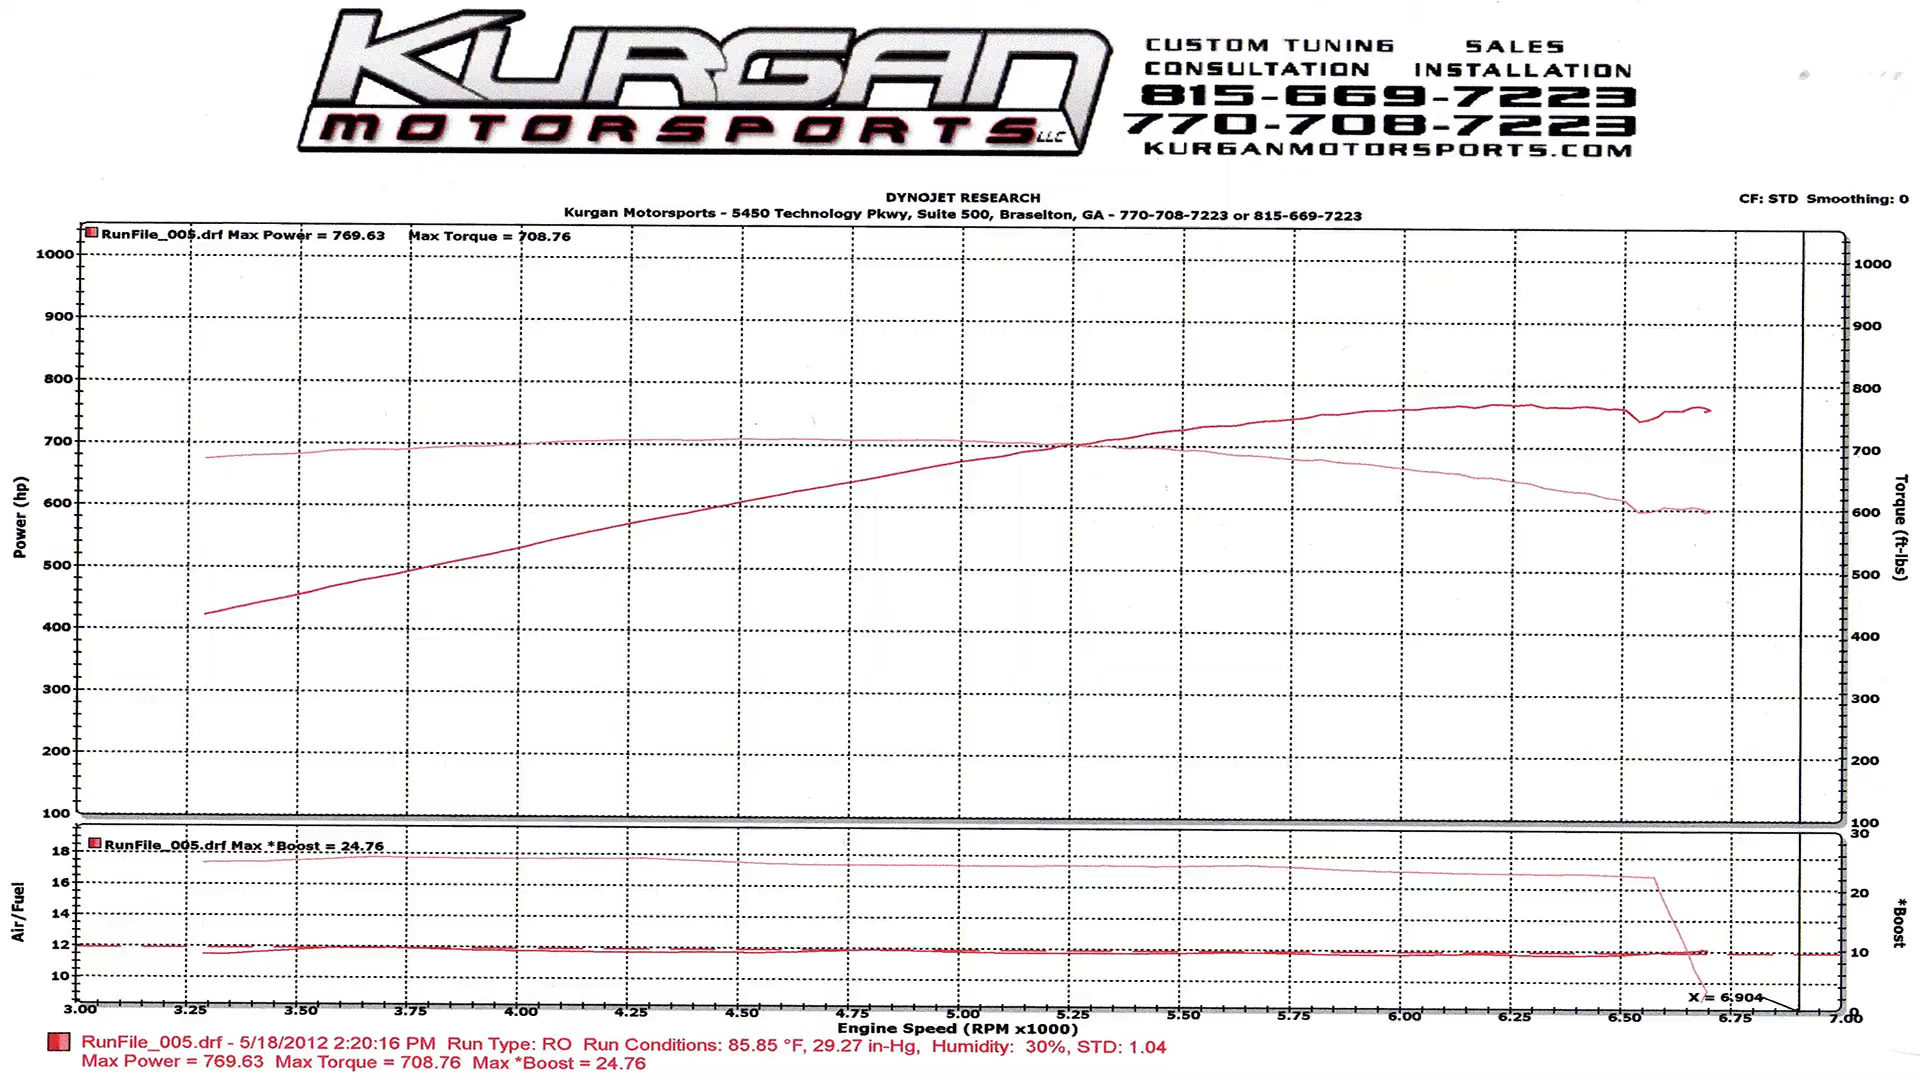 KURGAN
MOTORSPORTS LLC
CUSTOM TUNING SALES
CONSULTATION INSTALLATION
815-669-7223
770-708-7223
KURGANMOTORSPORTS.COM
DYNOJET RESEARCH
CF: STD Smoothing: 0
Kurgan Motorsports - 5450 Technology Pkwy, Suite 500, Braselton, GA - 770-708-7223 or 815-669-7223
RunFile_005.drf Max Power = 769.63 Max Torque = 708.76
1000
900
800
700
600
500
400
300
200
100
Power (hp)
1000
900
800
700
600
500
400
300
200
100
Torque (ft-lbs)
RunFile_005.drf Max *Boost = 24.76
18
16
14
12
10
Air/Fuel
30
20
10
0
*Boost
X = 6.904
3.00 3.25 3.50 3.75 4.00 4.25 4.50 4.75 5.00 5.25 5.50 5.75 6.00 6.25 6.50 6.75 7.00
Engine Speed (RPM x1000)
RunFile_005.drf - 5/18/2012 2:20:16 PM Run Type: RO Run Conditions: 85.85 °F, 29.27 in-Hg, Humidity: 30%, STD: 1.04
Max Power = 769.63 Max Torque = 708.76 Max *Boost = 24.76